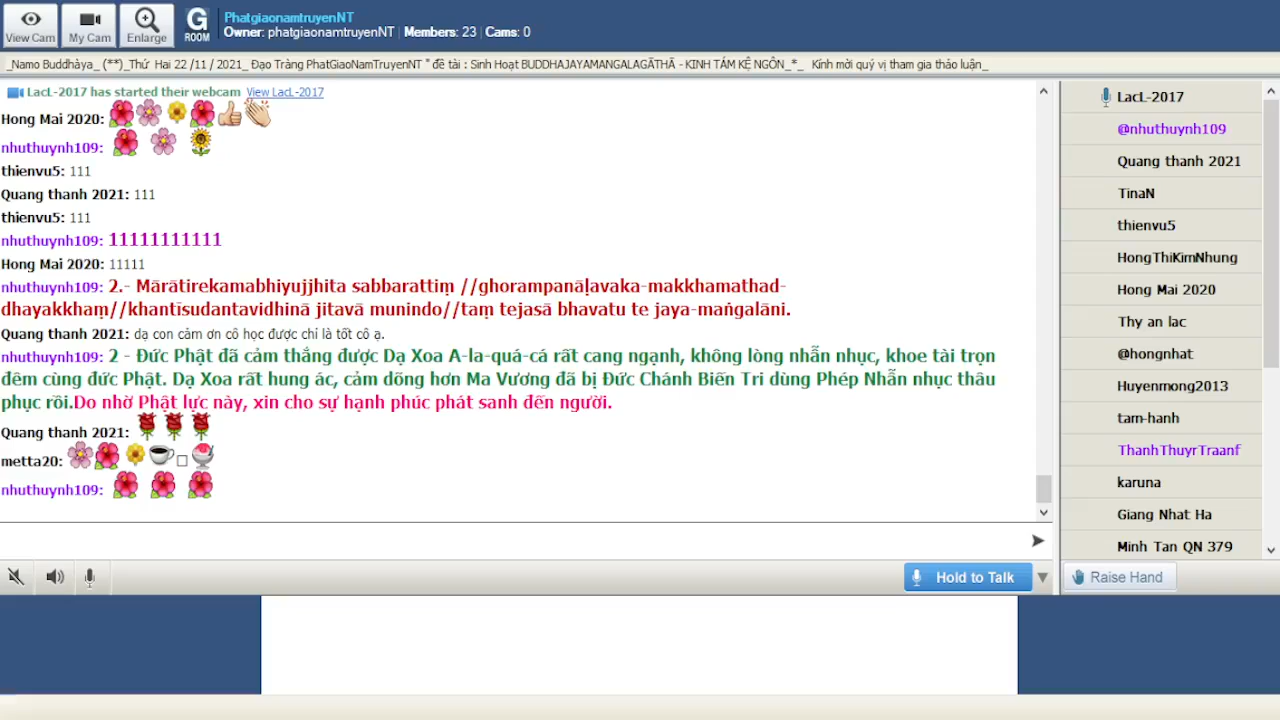 PhatgiaonamtruyenNT
Owner: phatgiaonamtruyenNT | Members: 23 | Cams: 0
View Cam
My Cam
Enlarge
G
ROOM
_Namo Buddhàya_ (**)_Thứ Hai 22 /11 / 2021_ Đạo Tràng PhatGiaoNamTruyenNT " đề tài : Sinh Hoạt BUDDHAJAYAMANGALAGĀTHĀ - KINH TÁM KỆ NGÔN_*_ Kính mời quý vị tham gia thảo luận_
LacL-2017 has started their webcam View LacL-2017
Hong Mai 2020:
nhuthuynh109:
thienvu5: 111
Quang thanh 2021: 111
thienvu5: 111
nhuthuynh109: 11111111111
Hong Mai 2020: 11111
nhuthuynh109: 2.- Mārātirekamabhiyujjhita sabbarattiṃ //ghorampanāḷavaka-makkhamathad-
dhayakkhaṃ//khantīsudantavidhinā jitavā munindo//taṃ tejasā bhavatu te jaya-maṅgalāni.
Quang thanh 2021: dạ con cảm ơn cô học được chỉ là tốt cô ạ.
nhuthuynh109: 2 - Đức Phật đã cảm thắng được Dạ Xoa A-la-quá-cá rất cang ngạnh, không lòng nhẫn nhục, khoe tài trọn
đêm cùng đức Phật. Dạ Xoa rất hung ác, cảm dõng hơn Ma Vương đã bị Đức Chánh Biến Tri dùng Phép Nhẫn nhục thâu
phục rồi.Do nhờ Phật lực này, xin cho sự hạnh phúc phát sanh đến người.
Quang thanh 2021:
metta20:
nhuthuynh109:
Hold to Talk
LacL-2017
@nhuthuynh109
Quang thanh 2021
TinaN
thienvu5
HongThiKimNhung
Hong Mai 2020
Thy an lac
@hongnhat
Huyenmong2013
tam-hanh
ThanhThuyrTraanf
karuna
Giang Nhat Ha
Minh Tan QN 379
Raise Hand